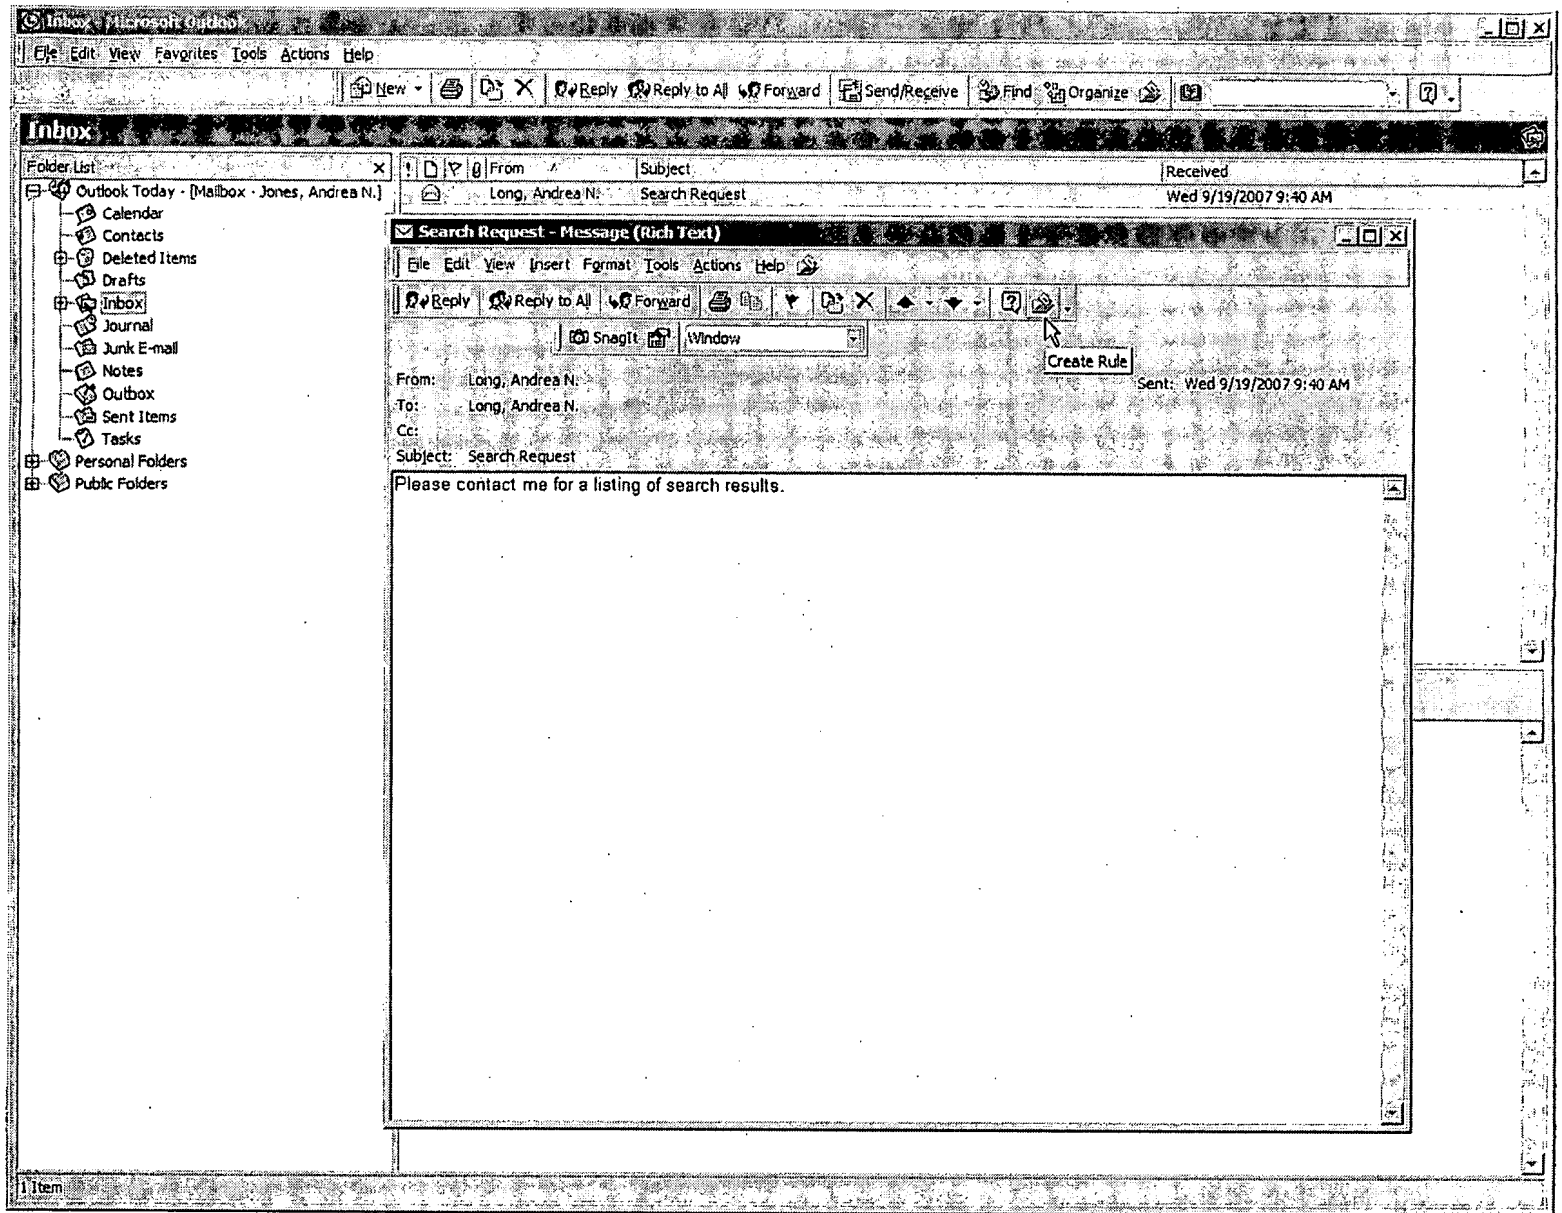 Inbox - Microsoft Outlook
File Edit View Favorites Tools Actions Help
New Reply Reply to All Forward Send/Receive Find Organize
Inbox
Folder List
From Subject Received
Outlook Today - [Mailbox - Jones, Andrea N.]
Long, Andrea N. Search Request Wed 9/19/2007 9:40 AM
Calendar
Contacts
Deleted Items
Drafts
Inbox
Journal
Junk E-mail
Notes
Outbox
Sent Items
Tasks
Personal Folders
Public Folders
Search Request - Message (Rich Text)
File Edit View Insert Format Tools Actions Help
Reply Reply to All Forward
SnagIt Window
Create Rule
From: Long, Andrea N. Sent: Wed 9/19/2007 9:40 AM
To: Long, Andrea N.
Cc:
Subject: Search Request
Please contact me for a listing of search results.
1 Item